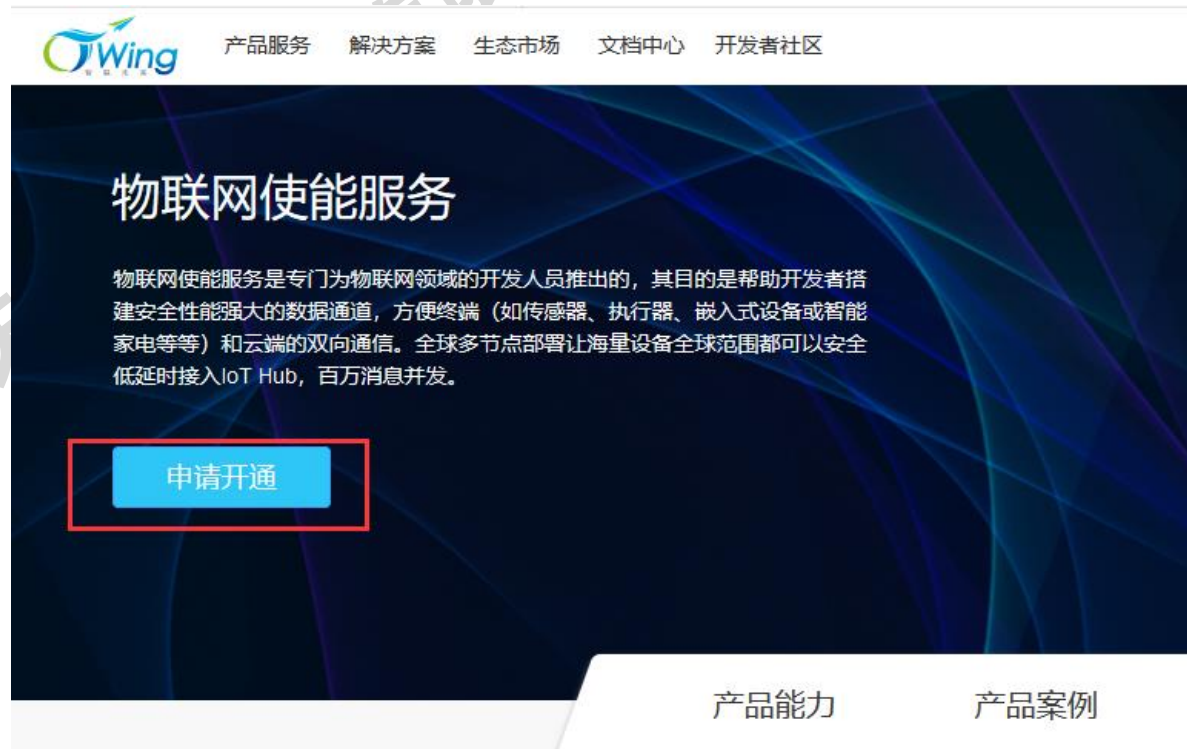 CTWing
产品服务 解决方案 生态市场 文档中心 开发者社区
物联网使能服务
物联网使能服务是专门为物联网领域的开发人员推出的，其目的是帮助开发者搭
建安全性能强大的数据通道，方便终端（如传感器、执行器、嵌入式设备或智能
家电等等）和云端的双向通信。全球多节点部署让海量设备全球范围都可以安全
低延时接入IoT Hub，百万消息并发。
申请开通
产品能力 产品案例